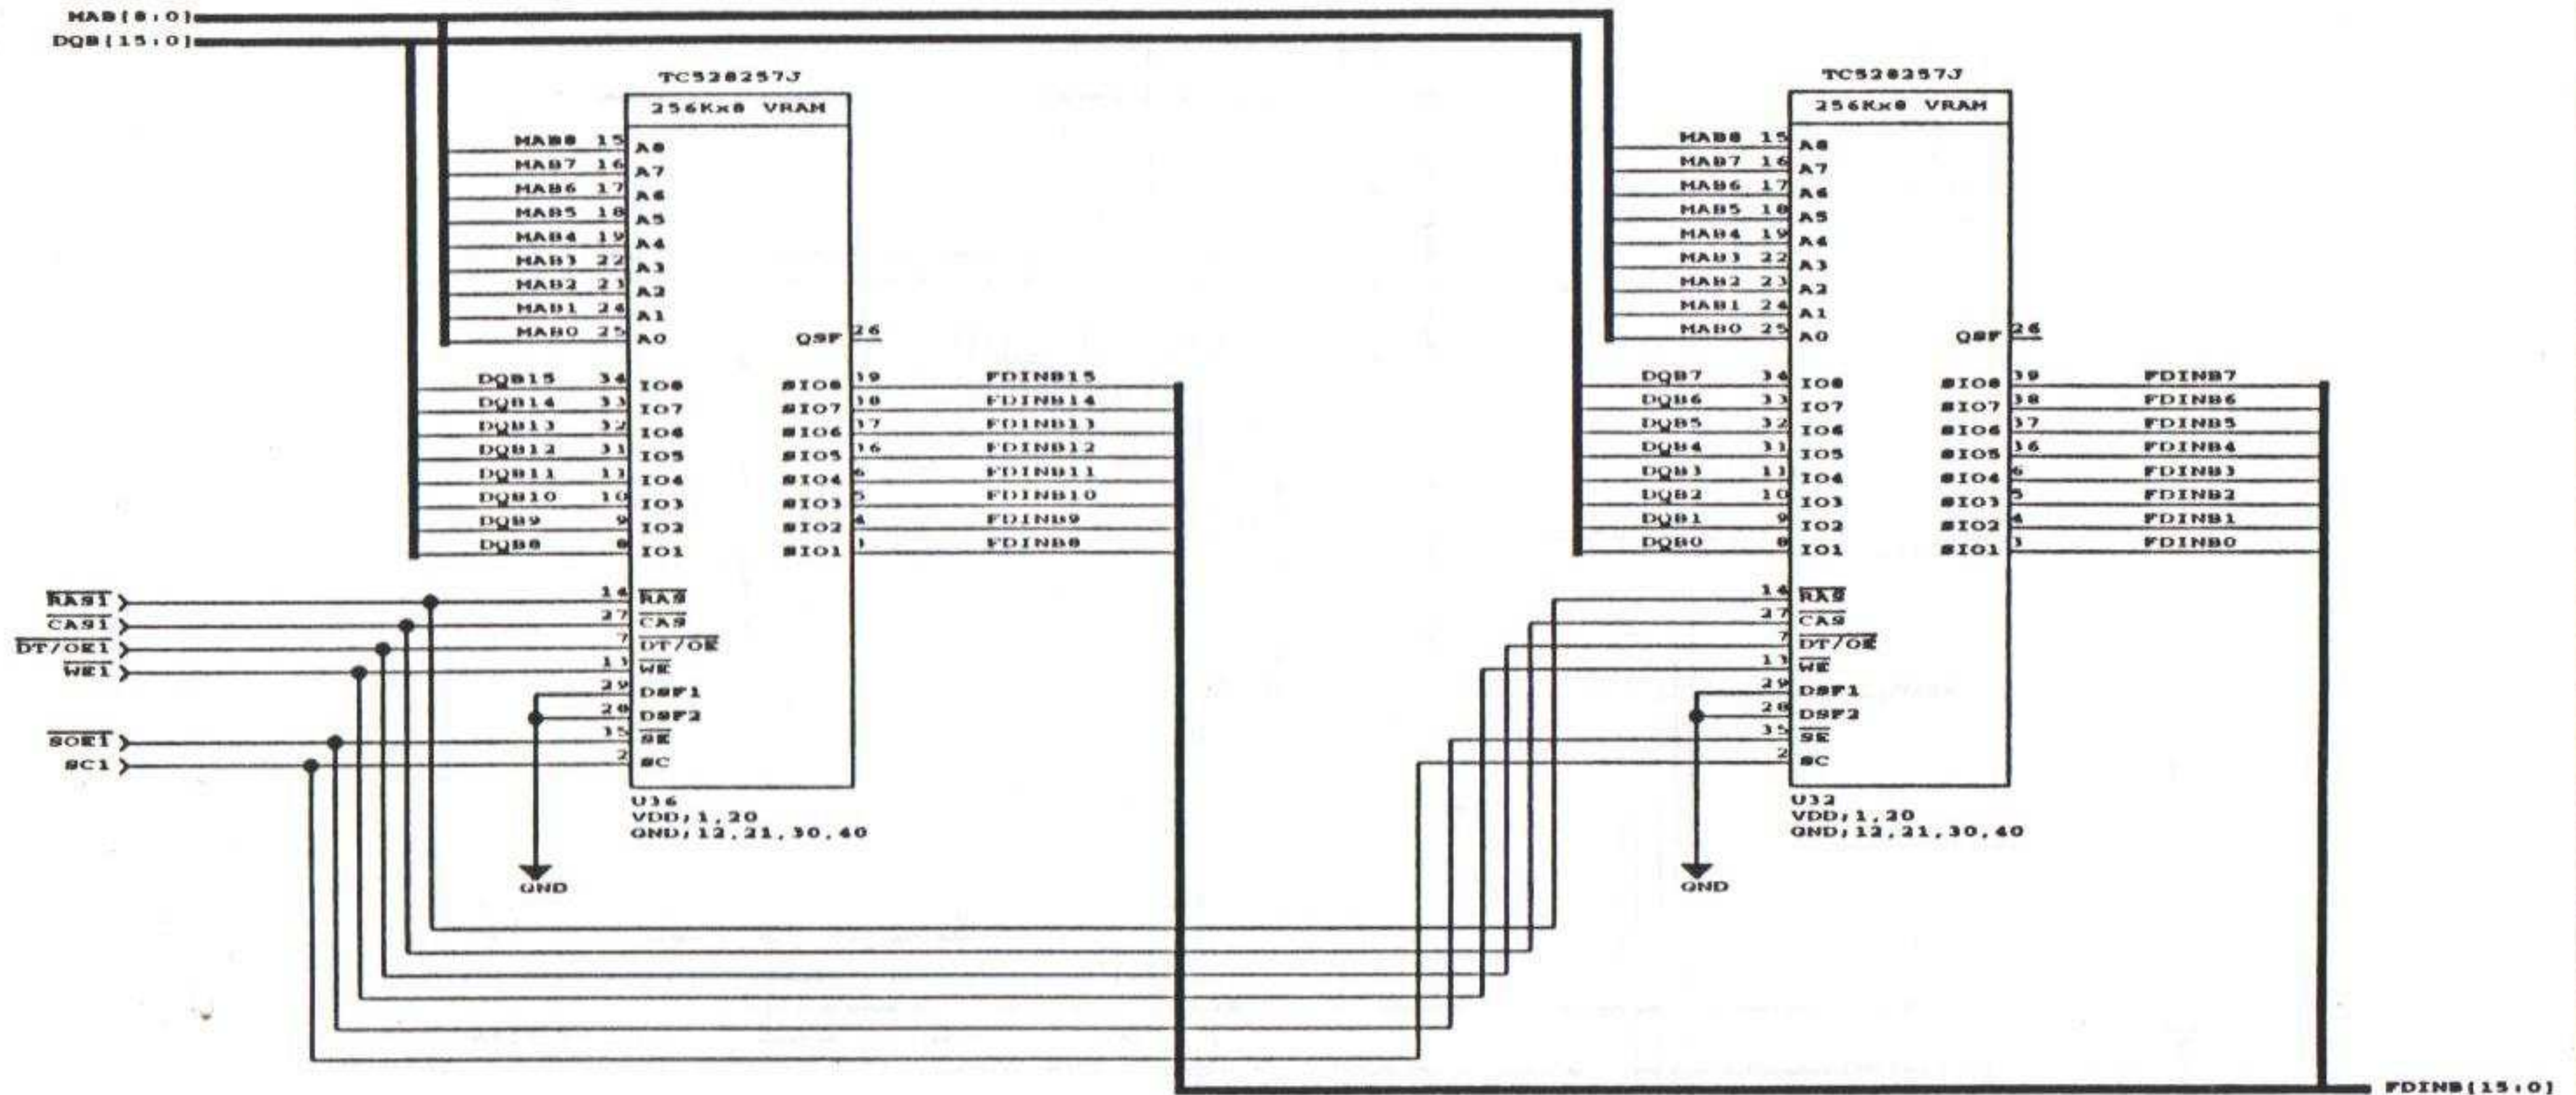 MAB[8:0]
DQB[15:0]
TC528257J
256Kx8 VRAM
MAB8 15 A8
MAB7 16 A7
MAB6 17 A6
MAB5 18 A5
MAB4 19 A4
MAB3 22 A3
MAB2 23 A2
MAB1 24 A1
MAB0 25 A0
QSF 26
DQB15 34 IO8 SIO8 39 FDINB15
DQB14 33 IO7 SIO7 38 FDINB14
DQB13 32 IO6 SIO6 37 FDINB13
DQB12 31 IO5 SIO5 36 FDINB12
DQB11 11 IO4 SIO4 6 FDINB11
DQB10 10 IO3 SIO3 5 FDINB10
DQB9 9 IO2 SIO2 4 FDINB9
DQB8 8 IO1 SIO1 3 FDINB8
RAS1 14 RAS
CAS1 27 CAS
DT/OE1 7 DT/OE
WE1 13 WE
29 DSF1
28 DSF2
SOE1 35 SE
SC1 2 SC
U36
VDD;1,20
GND;12,21,30,40
GND
TC528257J
256Kx8 VRAM
MAB8 15 A8
MAB7 16 A7
MAB6 17 A6
MAB5 18 A5
MAB4 19 A4
MAB3 22 A3
MAB2 23 A2
MAB1 24 A1
MAB0 25 A0
QSF 26
DQB7 34 IO8 SIO8 39 FDINB7
DQB6 33 IO7 SIO7 38 FDINB6
DQB5 32 IO6 SIO6 37 FDINB5
DQB4 31 IO5 SIO5 36 FDINB4
DQB3 11 IO4 SIO4 6 FDINB3
DQB2 10 IO3 SIO3 5 FDINB2
DQB1 9 IO2 SIO2 4 FDINB1
DQB0 8 IO1 SIO1 3 FDINB0
14 RAS
27 CAS
7 DT/OE
13 WE
29 DSF1
28 DSF2
35 SE
2 SC
U32
VDD;1,20
GND;12,21,30,40
GND
FDINB[15:0]